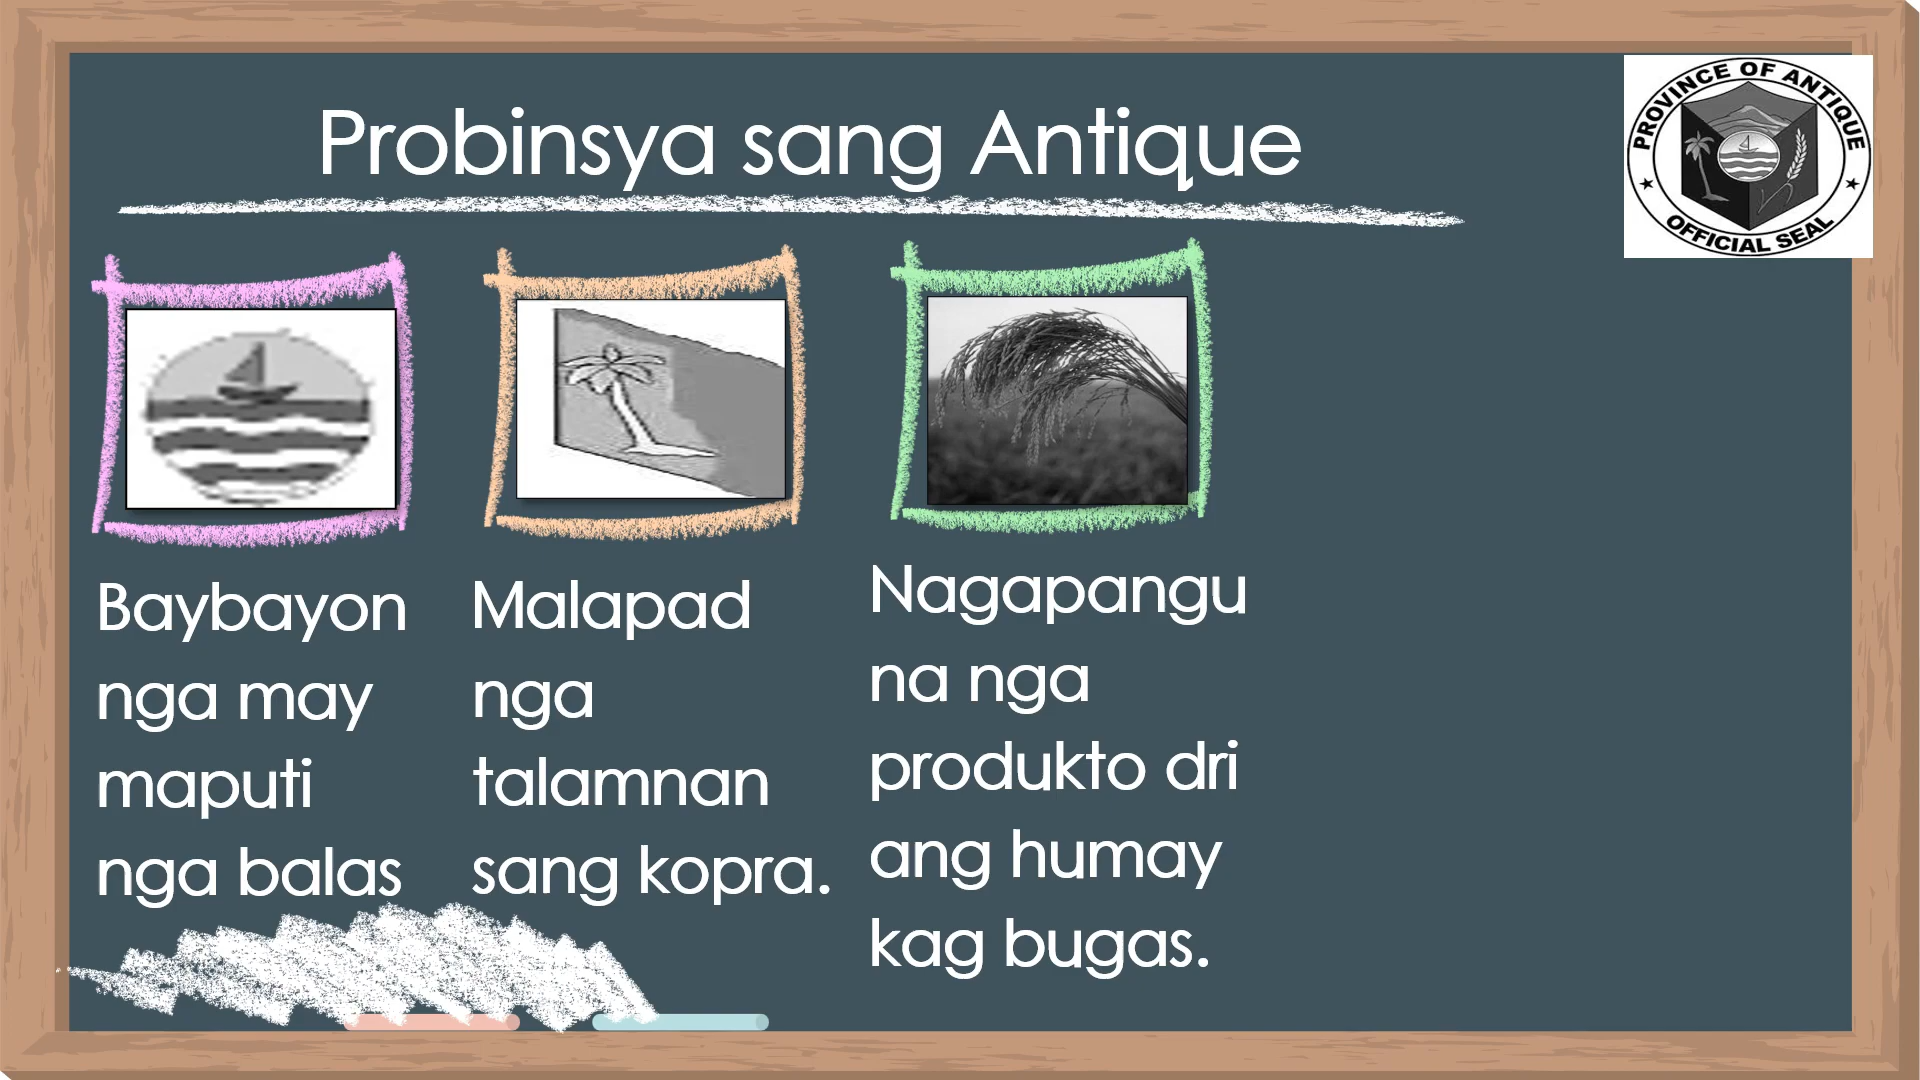 Probinsya sang Antique
PROVINCE OF ANTIQUE
OFFICIAL SEAL
Baybayon
nga may
maputi
nga balas
Malapad
nga
talamnan
sang kopra.
Nagapangu
na nga
produkto dri
ang humay
kag bugas.